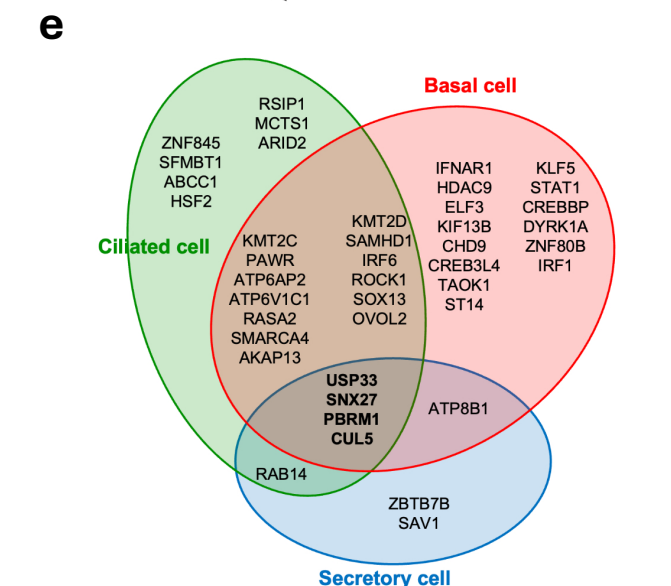 e
Basal cell
RSIP1
MCTS1
ARID2
ZNF845
SFMBT1
ABCC1
HSF2
Ciliated cell
IFNAR1
HDAC9
ELF3
KIF13B
CHD9
CREB3L4
TAOK1
ST14
KLF5
STAT1
CREBBP
DYRK1A
ZNF80B
IRF1
KMT2C
PAWR
ATP6AP2
ATP6V1C1
RASA2
SMARCA4
AKAP13
KMT2D
SAMHD1
IRF6
ROCK1
SOX13
OVOL2
USP33
SNX27
PBRM1
CUL5
ATP8B1
RAB14
ZBTB7B
SAV1
Secretory cell